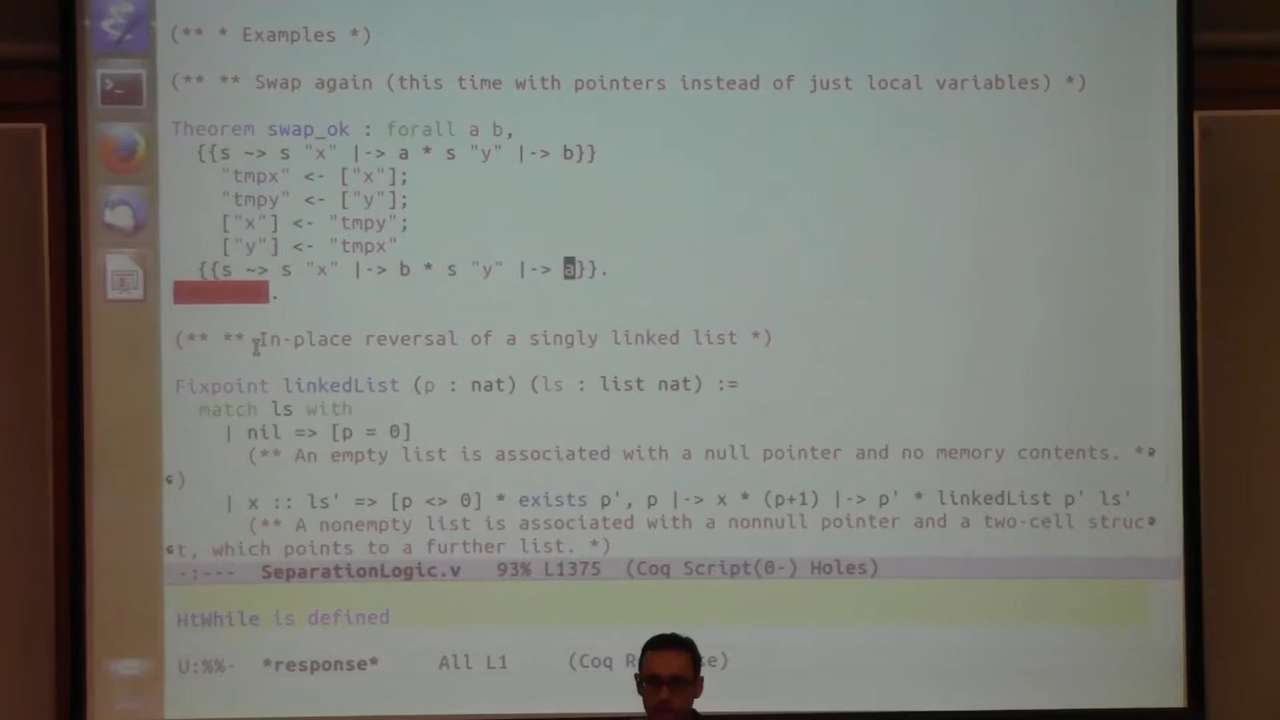 (** * Examples *)
(** ** Swap again (this time with pointers instead of just local variables) *)
Theorem swap_ok : forall a b,
{{s ~> s "x" |-> a * s "y" |-> b}}
"tmpx" <- ["x"];
"tmpy" <- ["y"];
["x"] <- "tmpy";
["y"] <- "tmpx"
{{s ~> s "x" |-> b * s "y" |-> a}}.
.
(** ** In-place reversal of a singly linked list *)
Fixpoint linkedList (p : nat) (ls : list nat) :=
match ls with
| nil => [p = 0]
(** An empty list is associated with a null pointer and no memory contents. *
)
| x :: ls' => [p <> 0] * exists p', p |-> x * (p+1) |-> p' * linkedList p' ls'
(** A nonempty list is associated with a nonnull pointer and a two-cell struc
t, which points to a further list. *)
-:--- SeparationLogic.v 93% L1375 (Coq Script(0-) Holes)
HtWhile is defined
U:%%- *response* All L1 (Coq